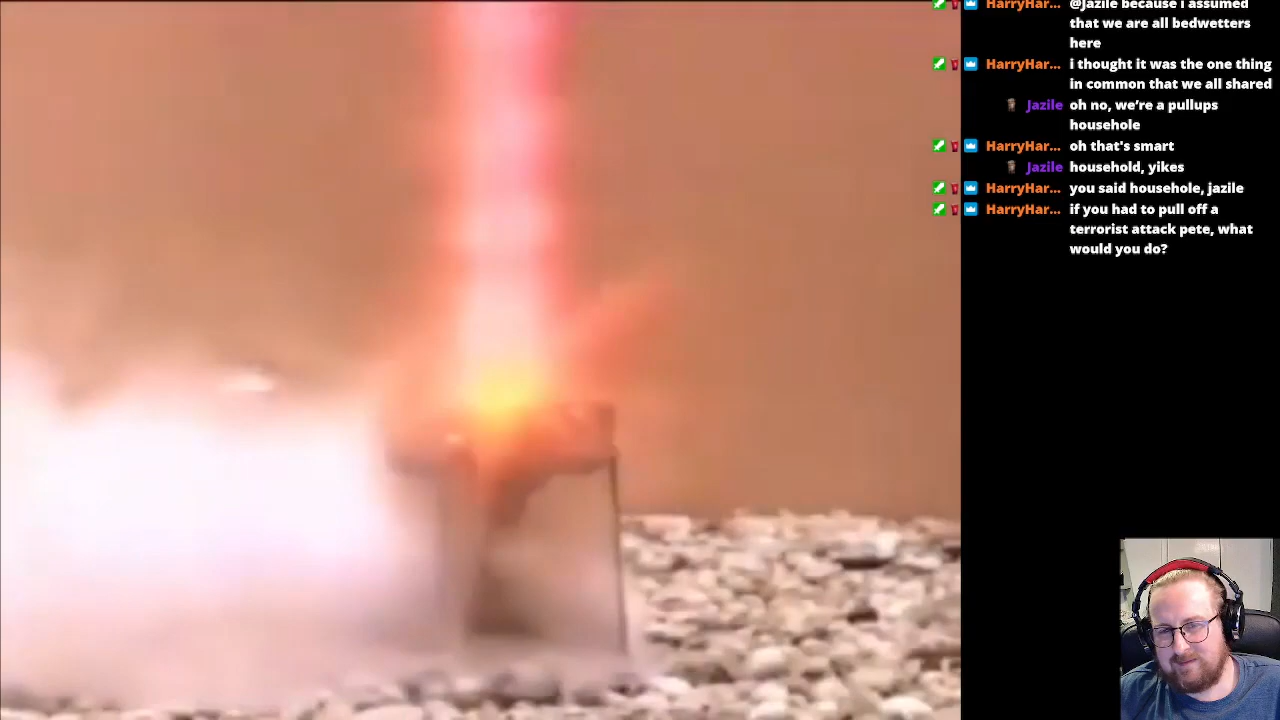 HarryHar... @Jazile because i assumed
that we are all bedwetters
here
HarryHar... i thought it was the one thing
in common that we all shared
Jazile oh no, we’re a pullups
househole
HarryHar... oh that's smart
Jazile household, yikes
HarryHar... you said household, jazile
HarryHar... if you had to pull off a
terrorist attack pete, what
would you do?